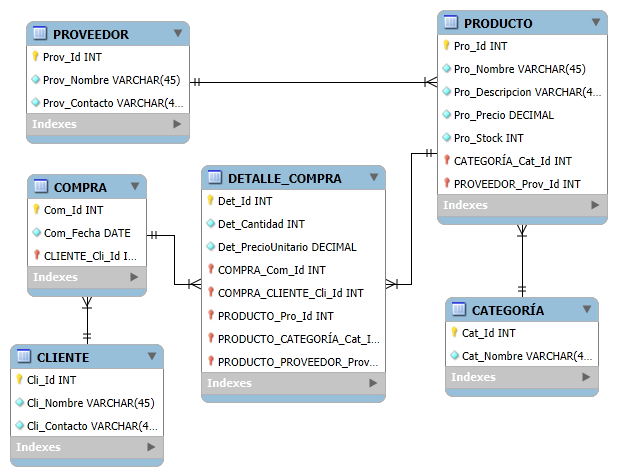 PROVEEDOR
Prov_Id INT
Prov_Nombre VARCHAR(45)
Prov_Contacto VARCHAR(4...
Indexes
PRODUCTO
Pro_Id INT
Pro_Nombre VARCHAR(45)
Pro_Descripcion VARCHAR(4...
Pro_Precio DECIMAL
Pro_Stock INT
CATEGORÍA_Cat_Id INT
PROVEEDOR_Prov_Id INT
Indexes
COMPRA
Com_Id INT
Com_Fecha DATE
CLIENTE_Cli_Id I...
Indexes
DETALLE_COMPRA
Det_Id INT
Det_Cantidad INT
Det_PrecioUnitario DECIMAL
COMPRA_Com_Id INT
COMPRA_CLIENTE_Cli_Id INT
PRODUCTO_Pro_Id INT
PRODUCTO_CATEGORÍA_Cat_I...
PRODUCTO_PROVEEDOR_Prov...
Indexes
CATEGORÍA
Cat_Id INT
Cat_Nombre VARCHAR(4...
Indexes
CLIENTE
Cli_Id INT
Cli_Nombre VARCHAR(45)
Cli_Contacto VARCHAR(4...
Indexes